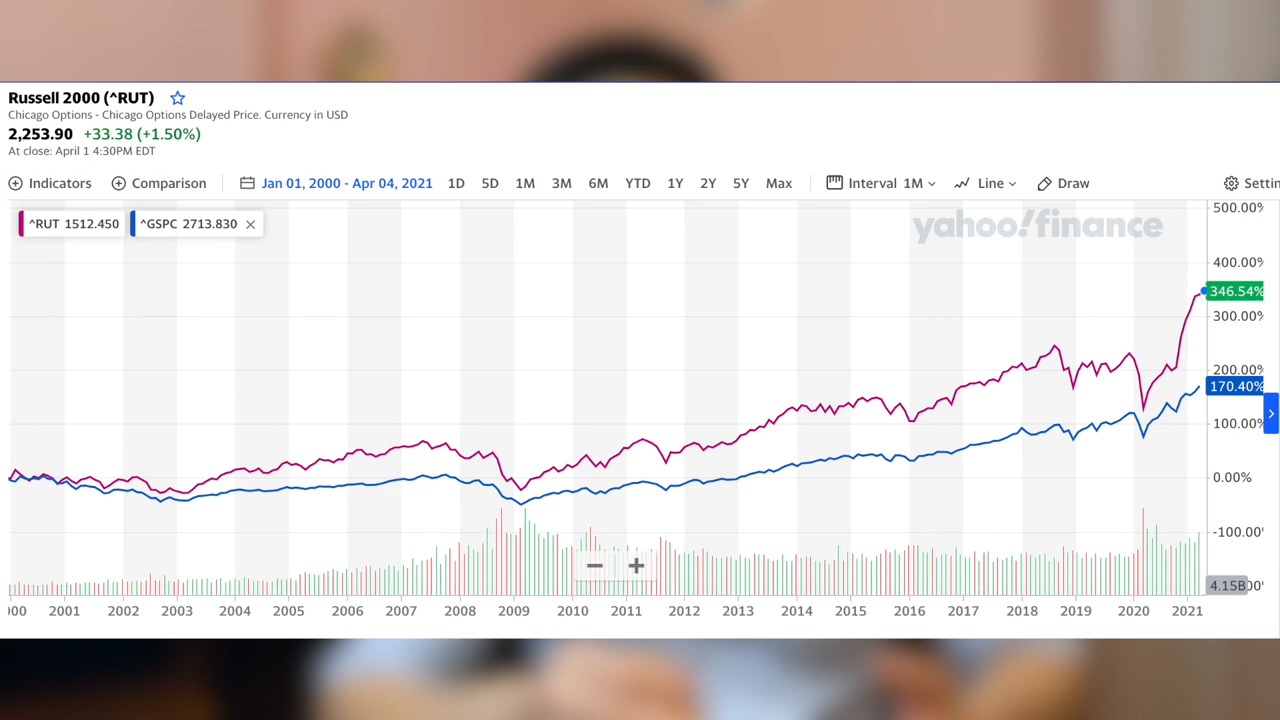 Russell 2000 (^RUT)
Chicago Options - Chicago Options Delayed Price. Currency in USD
2,253.90 +33.38 (+1.50%)
At close: April 1 4:30PM EDT
Indicators Comparison Jan 01, 2000 - Apr 04, 2021 1D 5D 1M 3M 6M YTD 1Y 2Y 5Y Max Interval 1M Line Draw Settin
^RUT 1512.450 ^GSPC 2713.830
yahoo!finance
500.00%
400.00%
346.54%
300.00%
200.00%
170.40%
100.00%
0.00%
-100.00
4.15B
2001 2002 2003 2004 2005 2006 2007 2008 2009 2010 2011 2012 2013 2014 2015 2016 2017 2018 2019 2020 2021